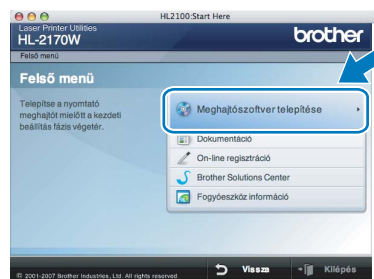 HL2100:Start Here
Laser Printer Utilities
HL-2170W
brother
Felső menü
Felső menü
Telepítse a nyomtató
meghajtót mielőtt a kezdeti
beállítás fázis végetér.
Meghajtószoftver telepítése
Dokumentáció
On-line regisztráció
Brother Solutions Center
Fogyóeszköz információ
© 2001-2007 Brother Industries, Ltd. All rights reserved.
Vissza
Kilépés